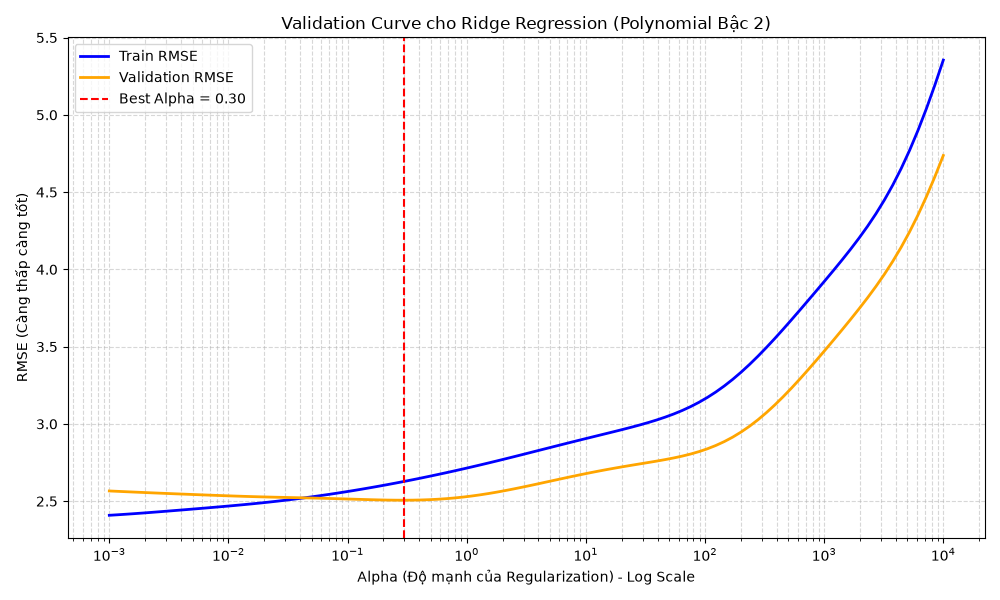 Validation Curve cho Ridge Regression (Polynomial Bậc 2)
Train RMSE
Validation RMSE
Best Alpha = 0.30
RMSE (Càng thấp càng tốt)
5.5
5.0
4.5
4.0
3.5
3.0
2.5
10⁻³ 10⁻² 10⁻¹ 10⁰ 10¹ 10² 10³ 10⁴
Alpha (Độ mạnh của Regularization) - Log Scale